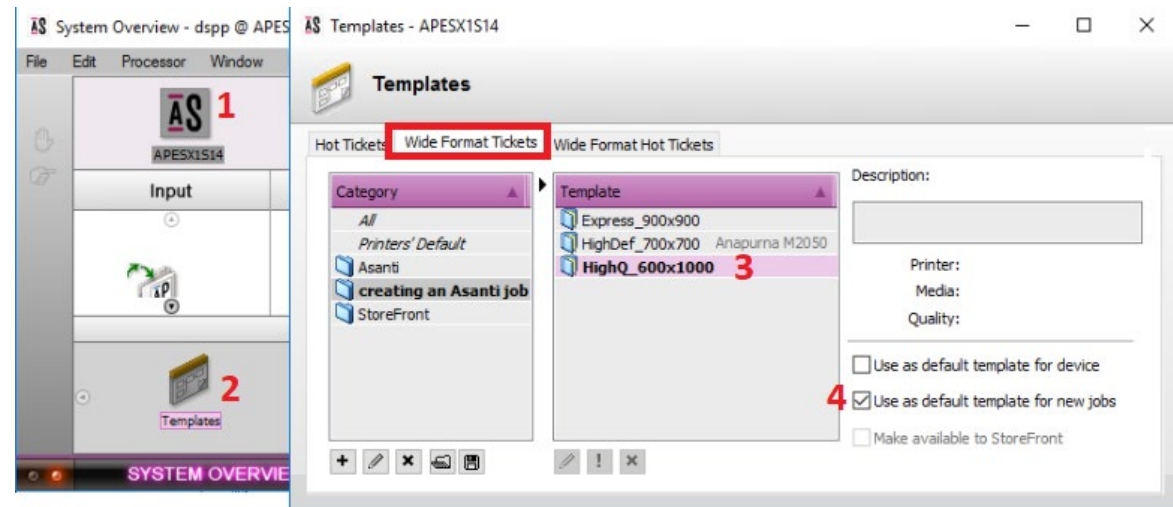 ĀS System Overview - dspp @ APES
File Edit Processor Window
ĀS 1
APESX1S14
Input
2
Templates
SYSTEM OVERVIE
ĀS Templates - APESX1S14
Templates
Hot Tickets Wide Format Tickets Wide Format Hot Tickets
Category
All
Printers' Default
Asanti
creating an Asanti job
StoreFront
Template
Express_900x900
HighDef_700x700 Anapurna M2050
HighQ_600x1000 3
Description:
Printer:
Media:
Quality:
Use as default template for device
4 Use as default template for new jobs
Make available to StoreFront